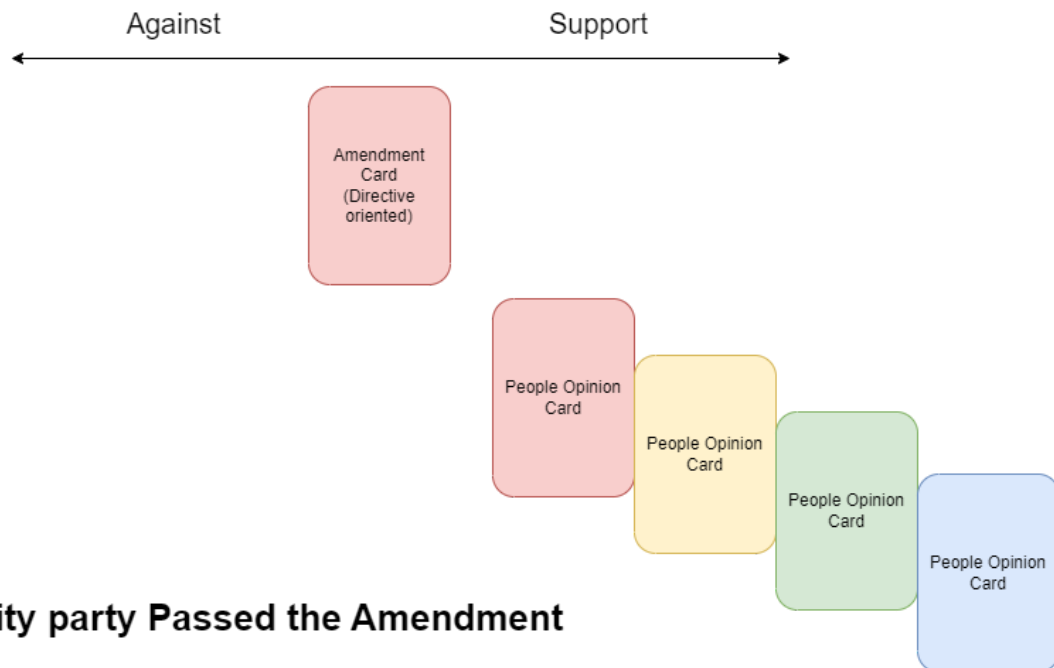 Against
Support
Amendment
Card
(Directive
oriented)
People Opinion
Card
People Opinion
Card
People Opinion
Card
People Opinion
Card
ity party Passed the Amendment